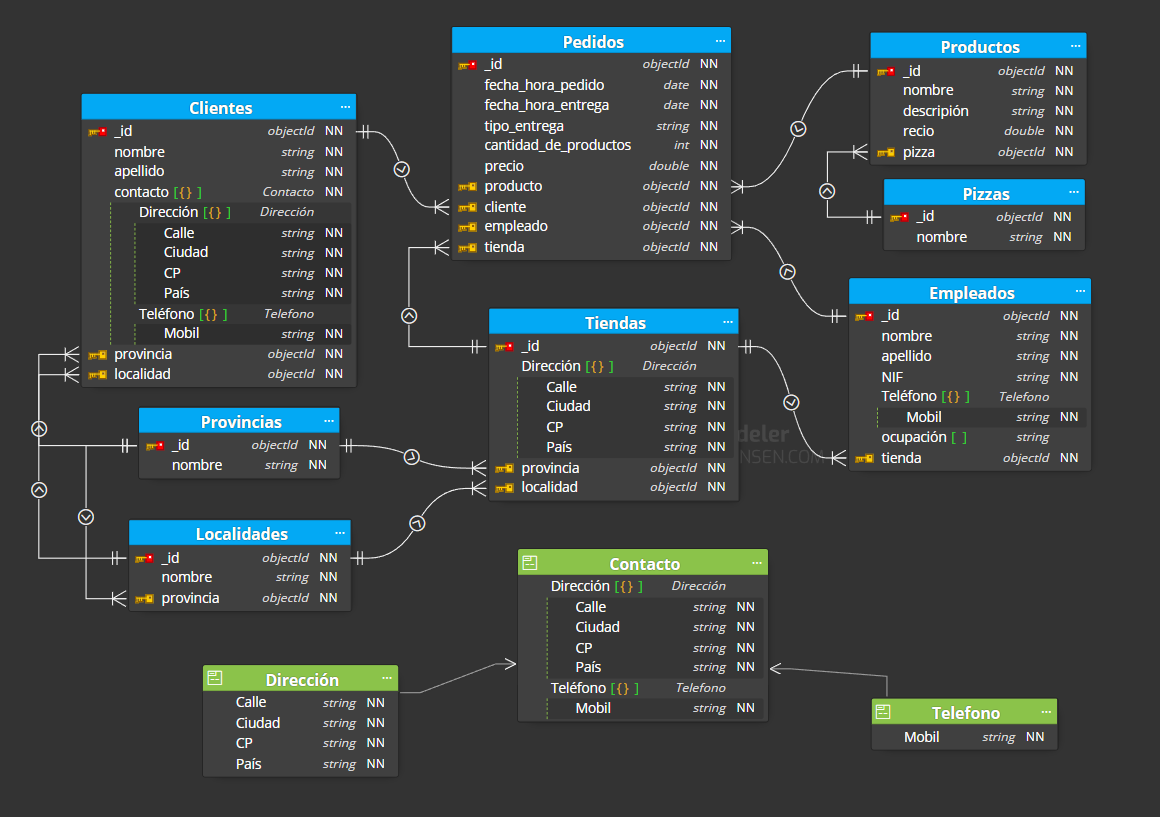 Pedidos ...
_id objectId NN
fecha_hora_pedido date NN
fecha_hora_entrega date NN
tipo_entrega string NN
cantidad_de_productos int NN
precio double NN
producto objectId NN
cliente objectId NN
empleado objectId NN
tienda objectId NN
Productos ...
_id objectId NN
nombre string NN
descripión string NN
recio double NN
pizza objectId NN
Clientes ...
_id objectId NN
nombre string NN
apellido string NN
contacto [{} ] Contacto NN
Dirección [{} ] Dirección
Calle string NN
Ciudad string NN
CP string NN
País string NN
Teléfono [{} ] Telefono
Mobil string NN
provincia objectId NN
localidad objectId NN
Pizzas ...
_id objectId NN
nombre string NN
Empleados ...
_id objectId NN
nombre string NN
apellido string NN
NIF string NN
Teléfono [{} ] Telefono
Mobil string NN
ocupación [ ] string
tienda objectId NN
Tiendas ...
_id objectId NN
Dirección [{} ] Dirección
Calle string NN
Ciudad string NN
CP string NN
País string NN
provincia objectId NN
localidad objectId NN
Provincias ...
_id objectId NN
nombre string NN
Localidades ...
_id objectId NN
nombre string NN
provincia objectId NN
Contacto ...
Dirección [{} ] Dirección
Calle string NN
Ciudad string NN
CP string NN
País string NN
Teléfono [{} ] Telefono
Mobil string NN
Dirección ...
Calle string NN
Ciudad string NN
CP string NN
País string NN
Telefono ...
Mobil string NN